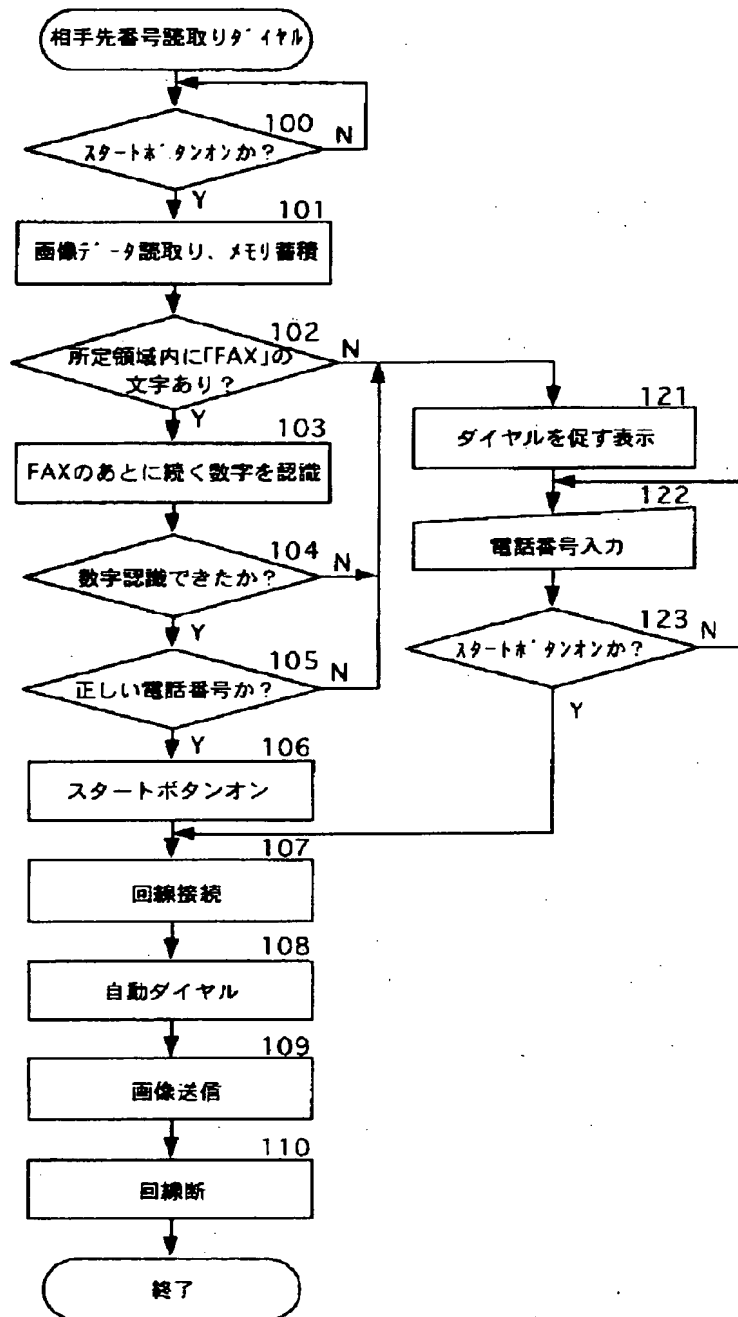 相手先番号読取りダイヤル
100
N
スタートボタンオンか?
Y
101
画像データ読取り、メモリ蓄積
102
N
所定領域内に「FAX」の
文字あり?
Y
103
FAXのあとに続く数字を認識
104
N
数字認識できたか?
Y
105
N
正しい電話番号か?
Y
106
スタートボタンオン
121
ダイヤルを促す表示
122
電話番号入力
123
N
スタートボタンオンか?
Y
107
回線接続
108
自動ダイヤル
109
画像送信
110
回線断
終了